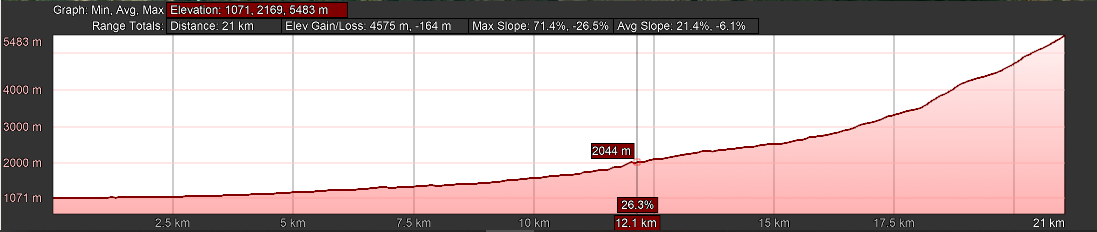 Graph: Min, Avg. Max Elevation: 1071, 2169, 5483 m
Range Totals: Distance: 21 km Elev Gain/Loss: 4575 m, -164 m Max Slope: 71.4%, -26.5% Avg Slope: 21.4%, -6.1%
5483 m
4000 m
3000 m
2044 m
2000 m
1071 m
26.3%
2.5 km 5 km 7.5 km 10 km 12.1 km 15 km 17.5 km 21 km